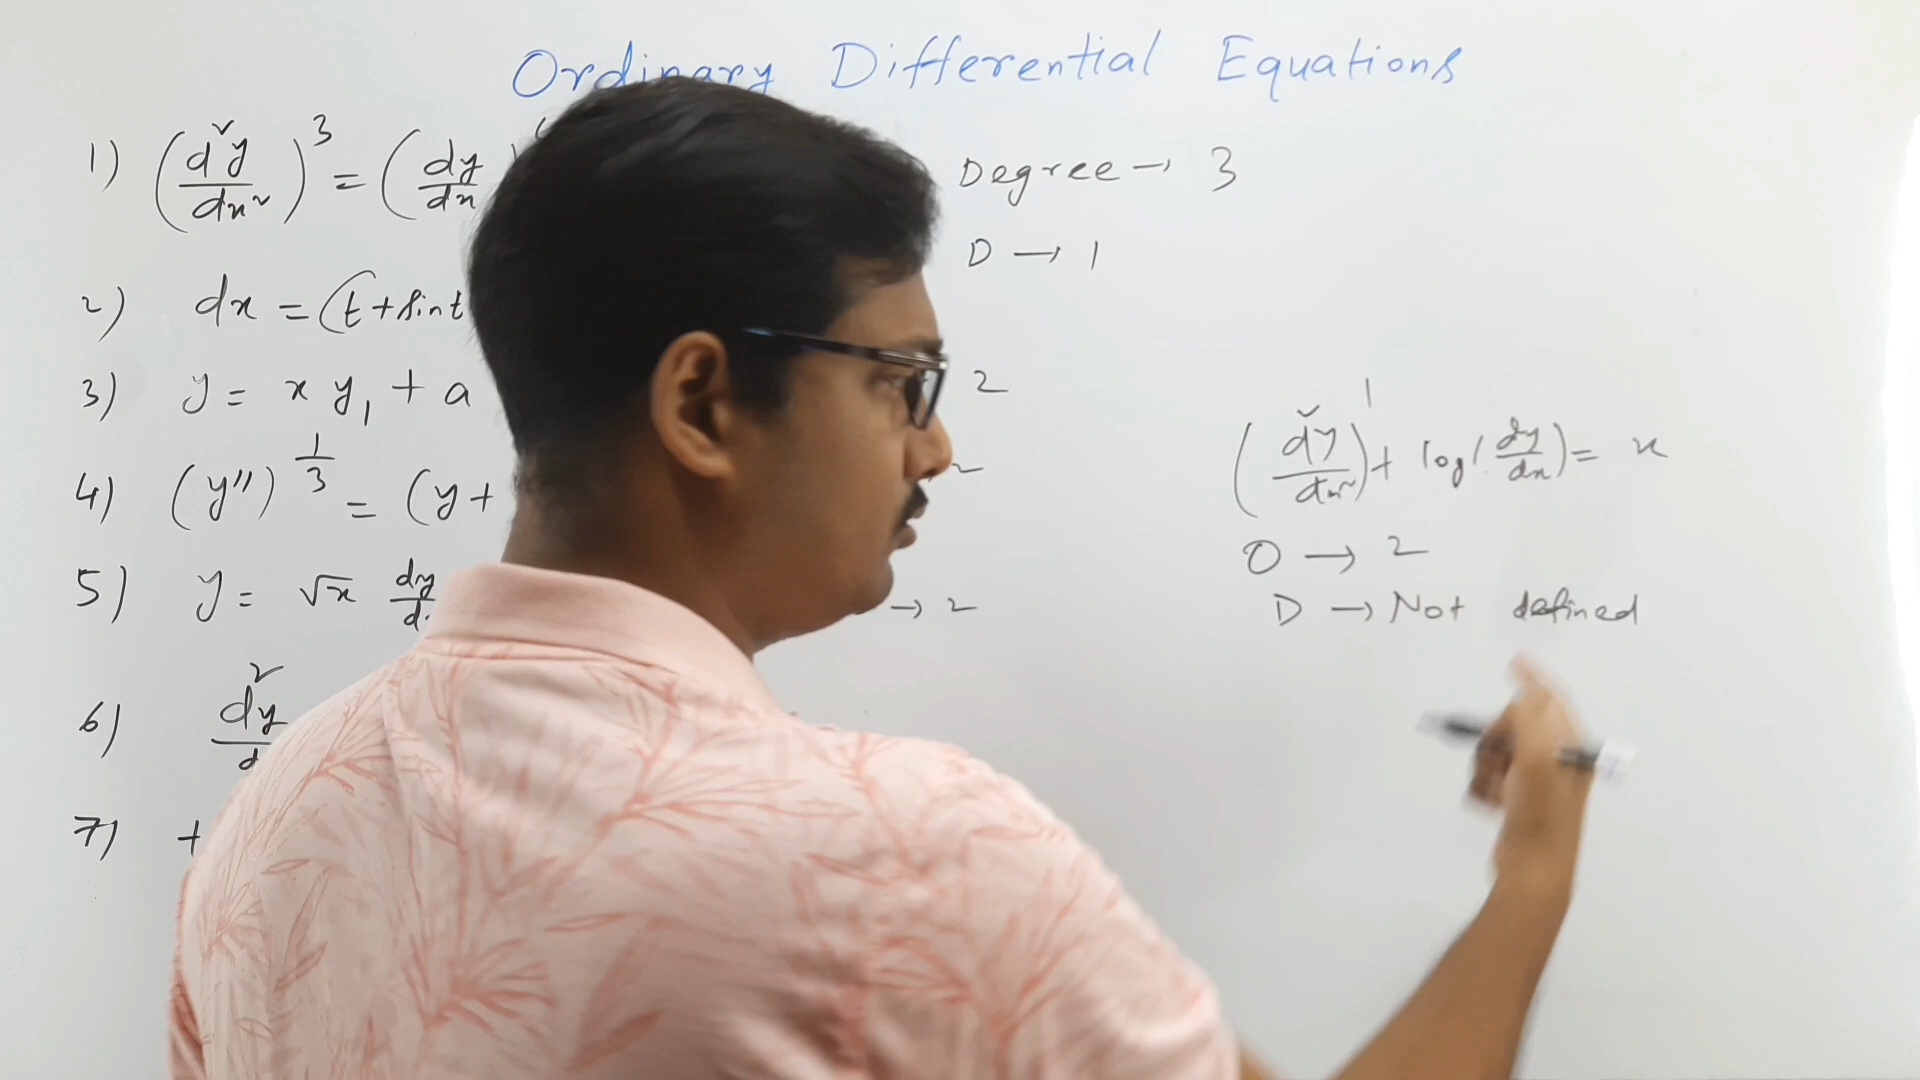 Ordinary Differential Equations
1) (d²y/dx²)³ = (dy/dx
Degree → 3
D → 1
2) dx = (t + sint
3) y = x y₁ + a
2
4) (y'')^1/3 = (y +
2
5) y = √x dy/d
→ 2
6) d²y/d
7) +
(d²y/dx²)¹ + log(dy/dx) = x
O → 2
D → Not defined